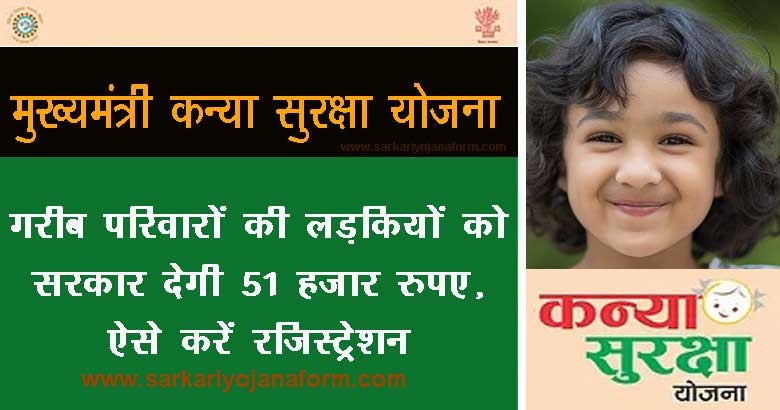 मुख्यमंत्री कन्या सुरक्षा योजना
www.sarkariyojanaform.com
गरीब परिवारों की लड़कियों को
सरकार देगी 51 हजार रुपए,
ऐसे करें रजिस्ट्रेशन
www.sarkariyojanaform.com
कन्या
सुरक्षा
योजना